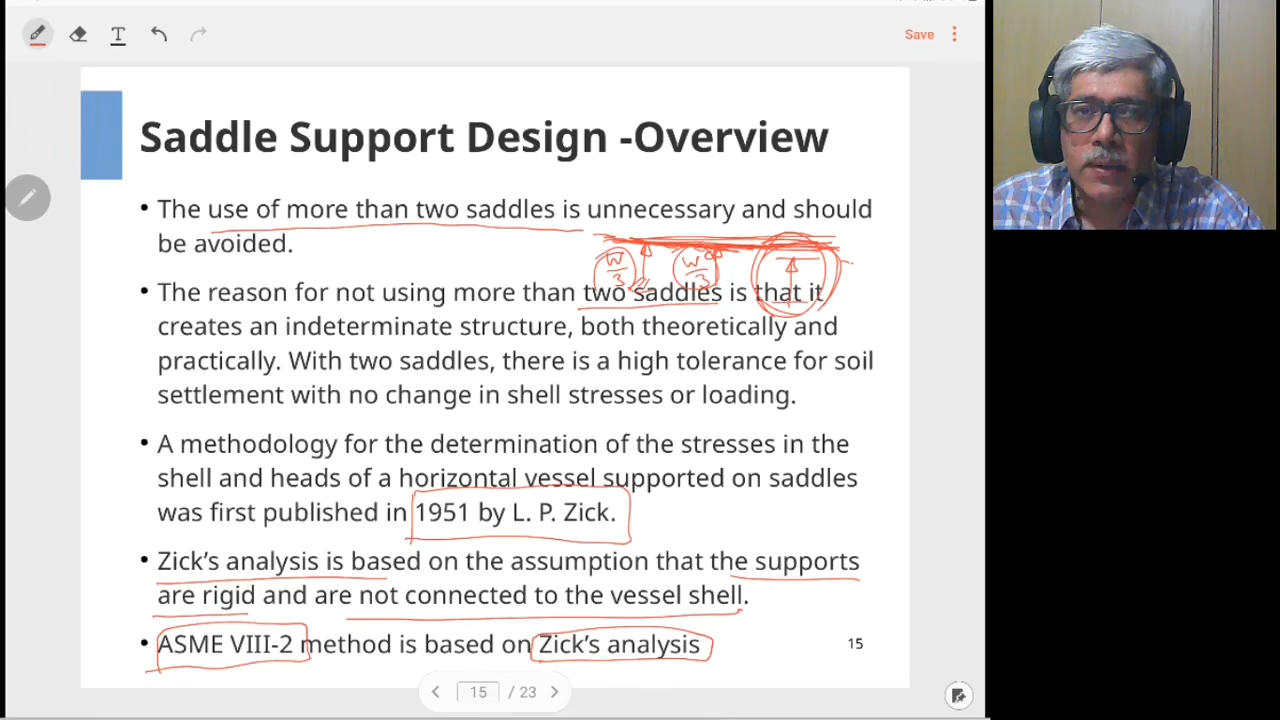 Save
Saddle Support Design -Overview
• The use of more than two saddles is unnecessary and should
be avoided.
W/3 W/3
• The reason for not using more than two saddles is that it
creates an indeterminate structure, both theoretically and
practically. With two saddles, there is a high tolerance for soil
settlement with no change in shell stresses or loading.
• A methodology for the determination of the stresses in the
shell and heads of a horizontal vessel supported on saddles
was first published in 1951 by L. P. Zick.
• Zick’s analysis is based on the assumption that the supports
are rigid and are not connected to the vessel shell.
• ASME VIII-2 method is based on Zick’s analysis
15
15 / 23